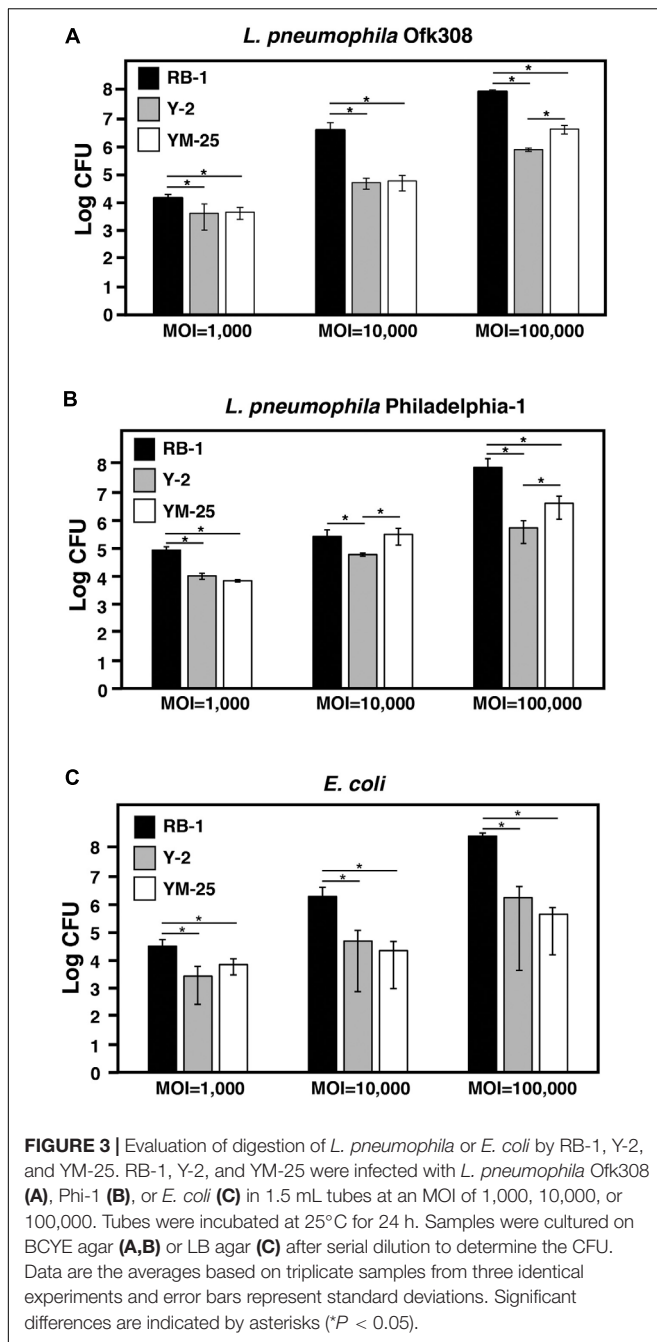 A
L. pneumophila Ofk308
RB-1
Y-2
YM-25
Log CFU
8
7
6
5
4
3
2
1
0
* * * * * * *
MOI=1,000 MOI=10,000 MOI=100,000
B
L. pneumophila Philadelphia-1
RB-1
Y-2
YM-25
Log CFU
8
7
6
5
4
3
2
1
0
* * * * * * *
MOI=1,000 MOI=10,000 MOI=100,000
C
E. coli
RB-1
Y-2
YM-25
Log CFU
8
7
6
5
4
3
2
1
0
* * * * * *
MOI=1,000 MOI=10,000 MOI=100,000
FIGURE 3 | Evaluation of digestion of L. pneumophila or E. coli by RB-1, Y-2,
and YM-25. RB-1, Y-2, and YM-25 were infected with L. pneumophila Ofk308
(A), Phi-1 (B), or E. coli (C) in 1.5 mL tubes at an MOI of 1,000, 10,000, or
100,000. Tubes were incubated at 25°C for 24 h. Samples were cultured on
BCYE agar (A,B) or LB agar (C) after serial dilution to determine the CFU.
Data are the averages based on triplicate samples from three identical
experiments and error bars represent standard deviations. Significant
differences are indicated by asterisks (*P < 0.05).